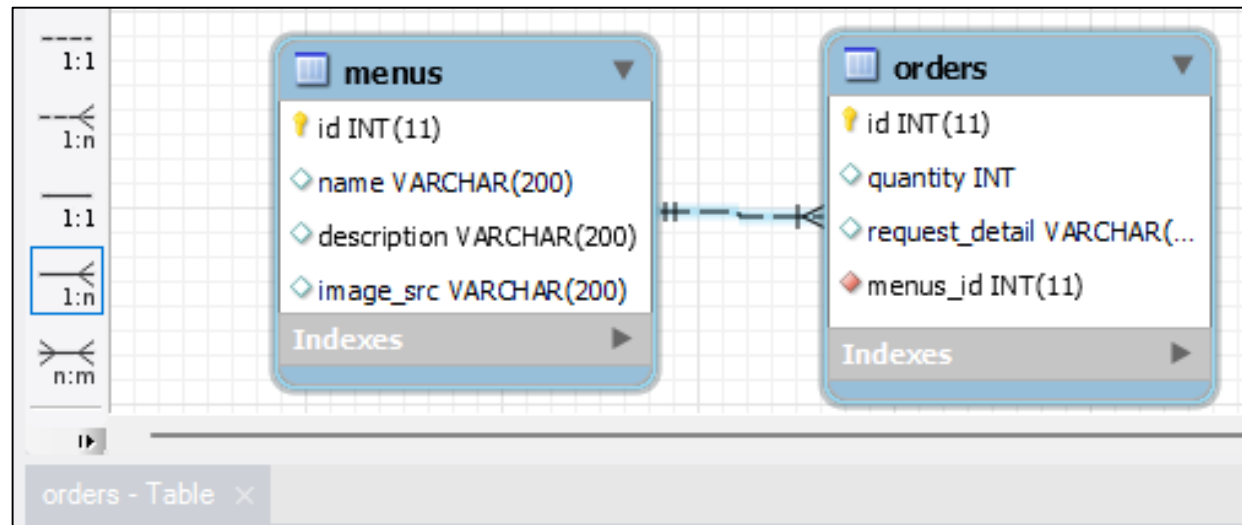 1:1
1:n
1:1
1:n
n:m
menus
id INT(11)
name VARCHAR(200)
description VARCHAR(200)
image_src VARCHAR(200)
Indexes
orders
id INT(11)
quantity INT
request_detail VARCHAR(...
menus_id INT(11)
Indexes
orders - Table ×